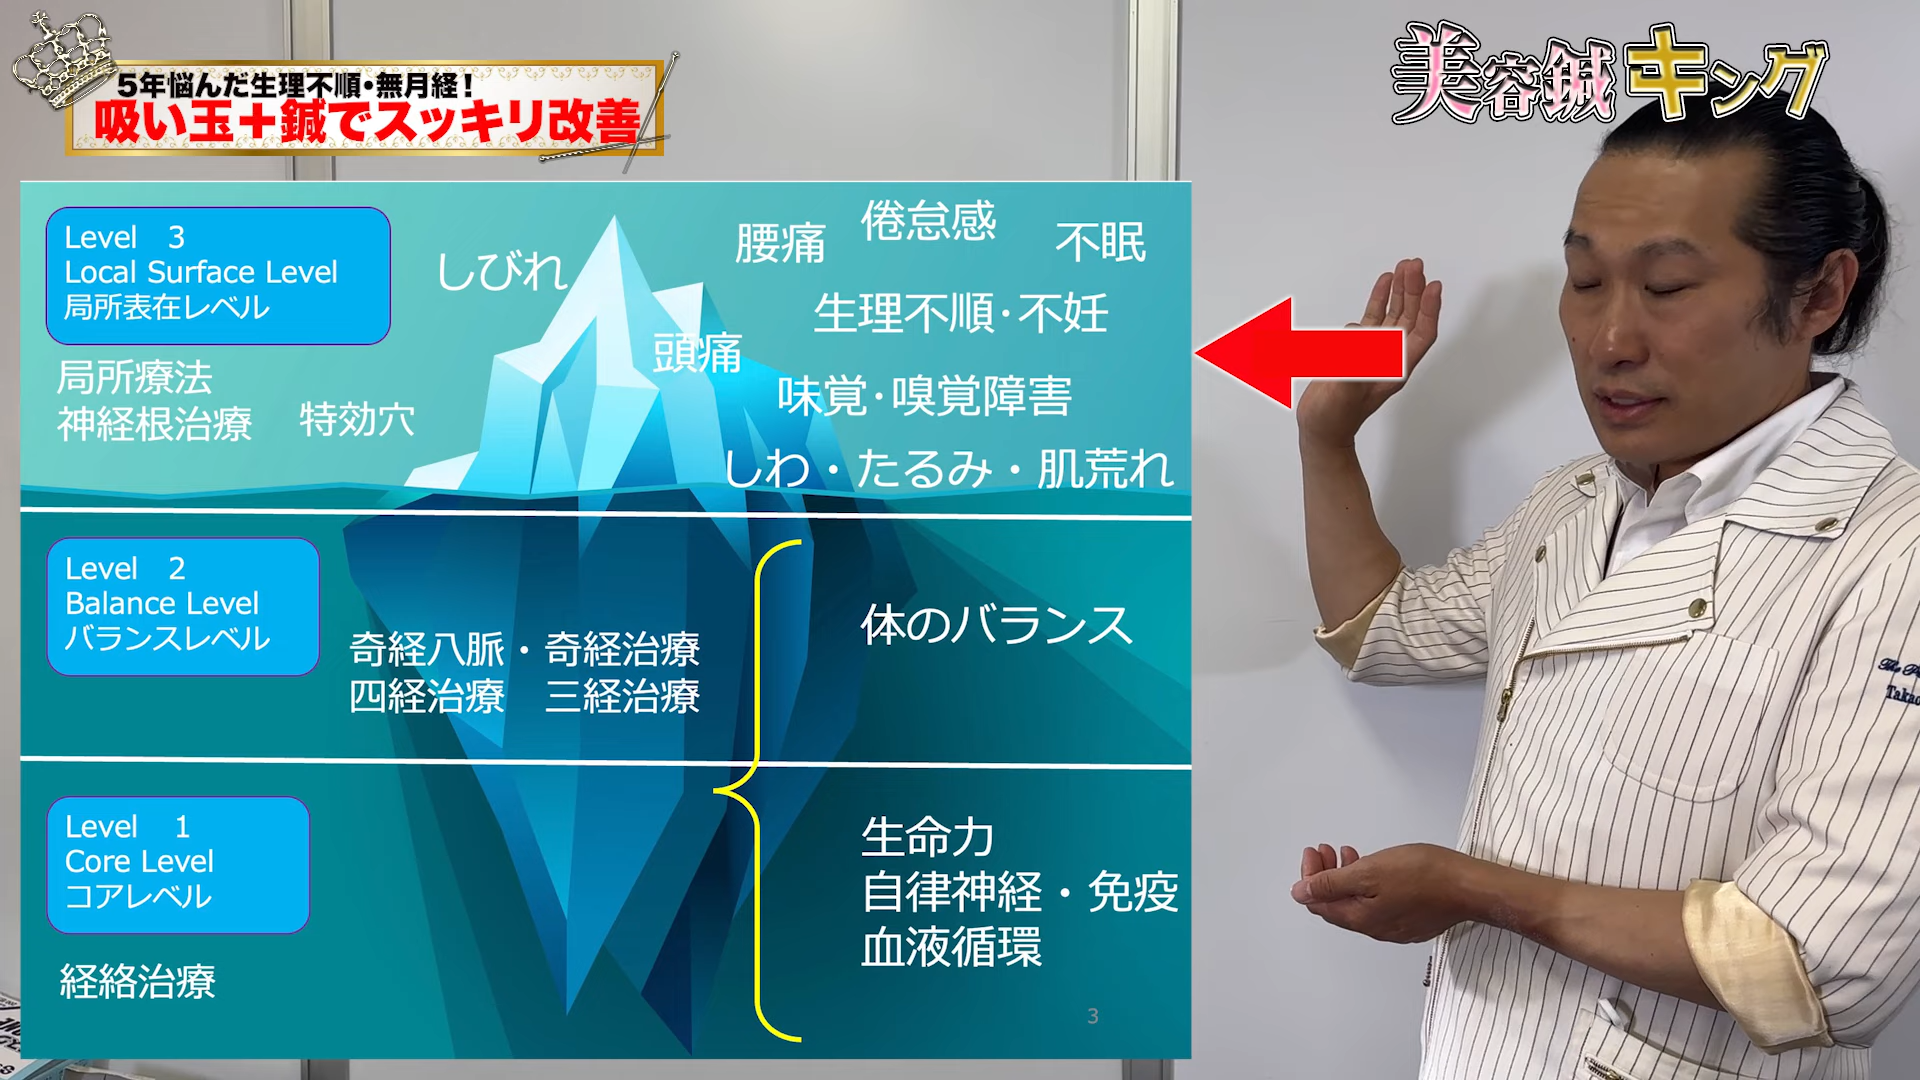 5年悩んだ生理不順・無月経！
吸い玉＋鍼でスッキリ改善
美容鍼キング
Level 3
Local Surface Level
局所表在レベル
局所療法
神経根治療
特効穴
しびれ
頭痛
腰痛
倦怠感
不眠
生理不順・不妊
味覚・嗅覚障害
しわ・たるみ・肌荒れ
Level 2
Balance Level
バランスレベル
奇経八脈・奇経治療
四経治療 三経治療
体のバランス
Level 1
Core Level
コアレベル
経絡治療
生命力
自律神経・免疫
血液循環
3